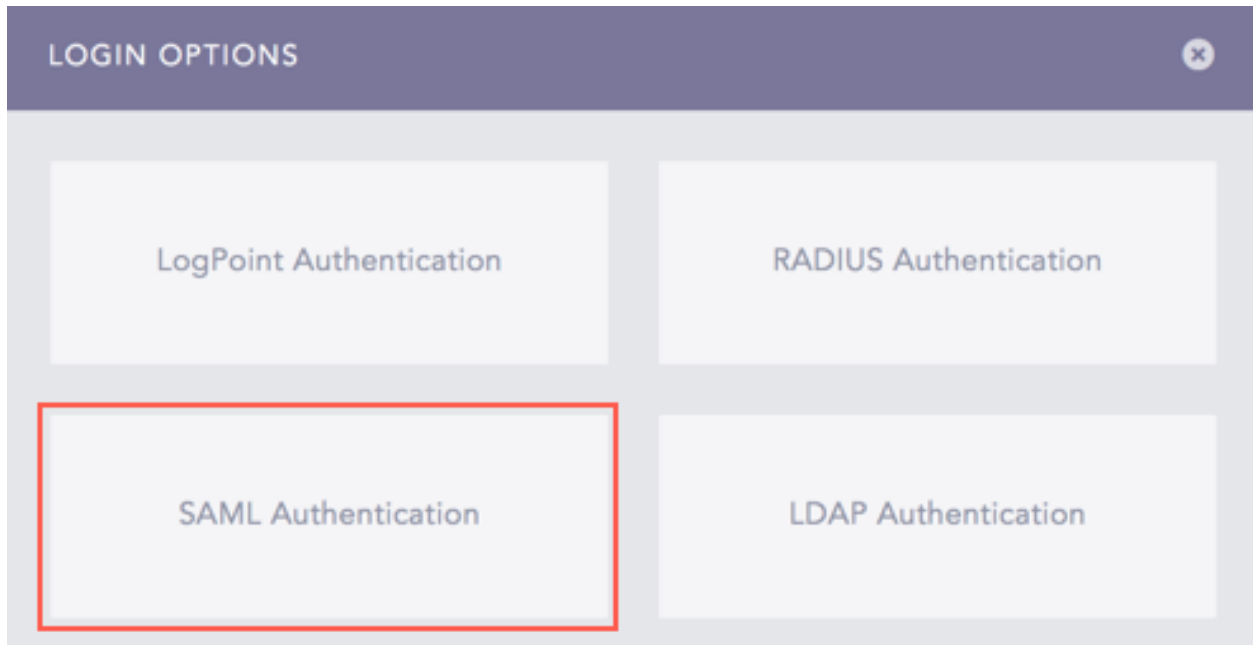 LOGIN OPTIONS
LogPoint Authentication
RADIUS Authentication
SAML Authentication
LDAP Authentication